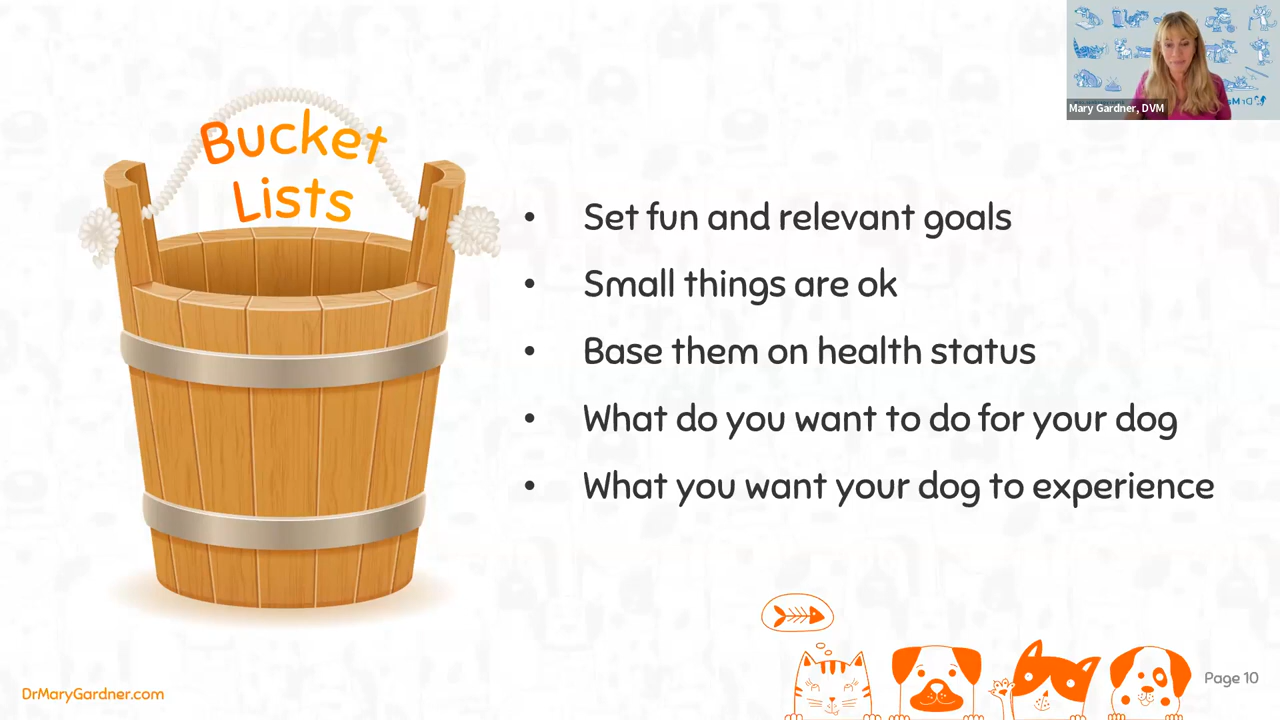 Bucket
Lists
• Set fun and relevant goals
• Small things are ok
• Base them on health status
• What do you want to do for your dog
• What you want your dog to experience
Mary Gardner, DVM
DrMaryGardner.com
Page 10